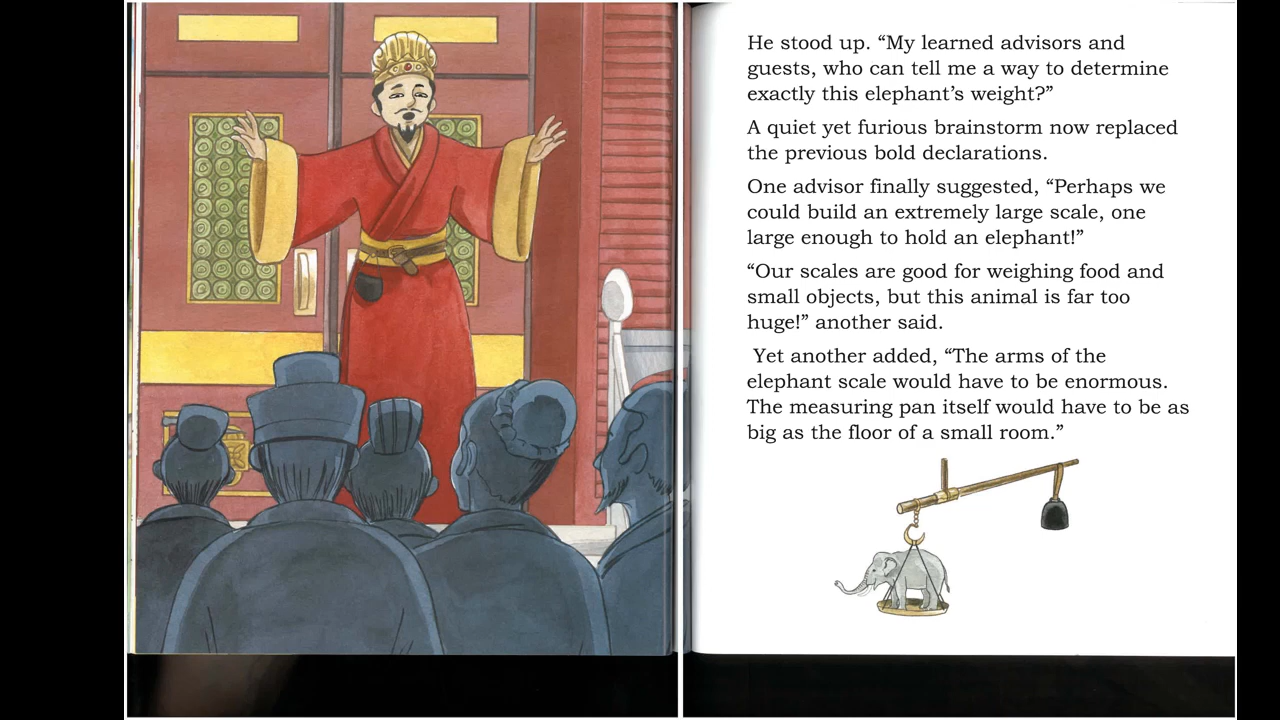 He stood up. “My learned advisors and
guests, who can tell me a way to determine
exactly this elephant’s weight?”
A quiet yet furious brainstorm now replaced
the previous bold declarations.
One advisor finally suggested, “Perhaps we
could build an extremely large scale, one
large enough to hold an elephant!”
“Our scales are good for weighing food and
small objects, but this animal is far too
huge!” another said.
Yet another added, “The arms of the
elephant scale would have to be enormous.
The measuring pan itself would have to be as
big as the floor of a small room.”